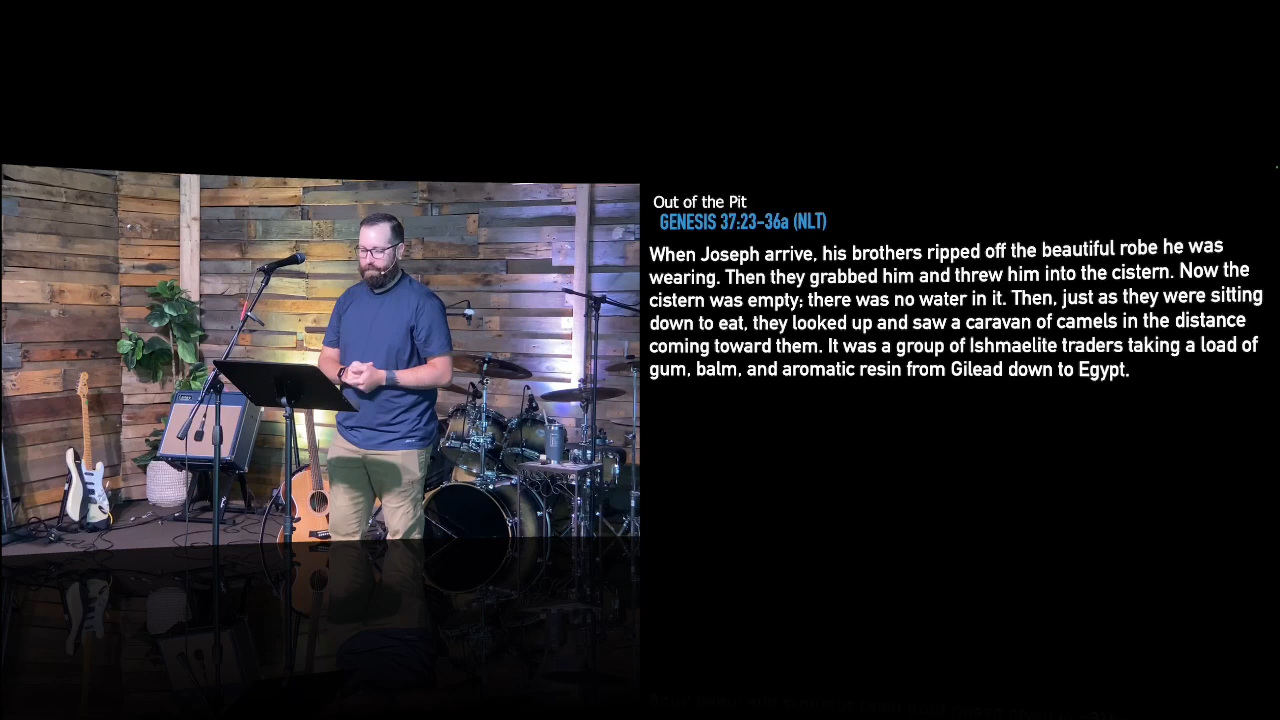 Out of the Pit
GENESIS 37:23-36a (NLT)
When Joseph arrive, his brothers ripped off the beautiful robe he was
wearing. Then they grabbed him and threw him into the cistern. Now the
cistern was empty; there was no water in it. Then, just as they were sitting
down to eat, they looked up and saw a caravan of camels in the distance
coming toward them. It was a group of Ishmaelite traders taking a load of
gum, balm, and aromatic resin from Gilead down to Egypt.